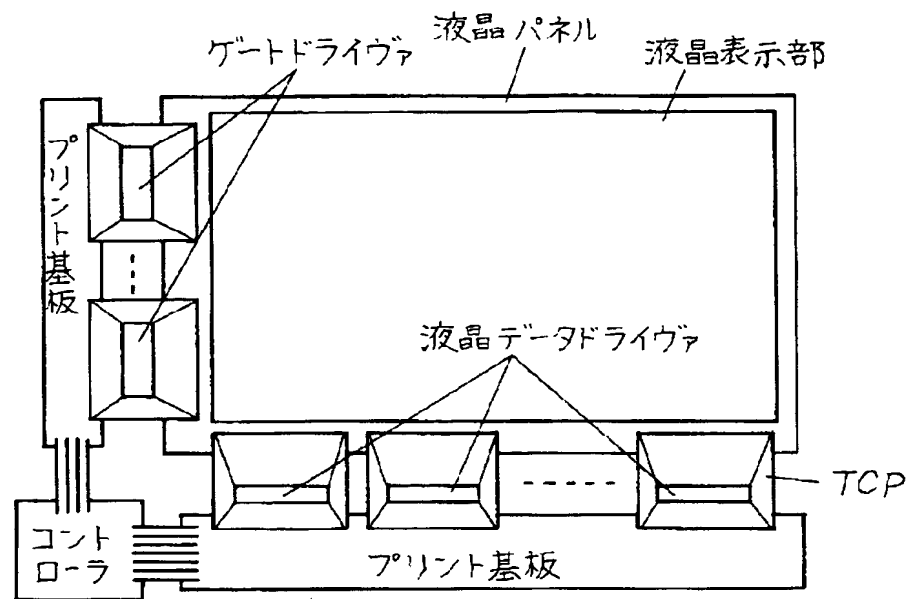 液晶パネル
ゲートドライヴァ
液晶表示部
プリント基板
液晶データドライヴァ
TCP
コント
ローラ
プリント基板